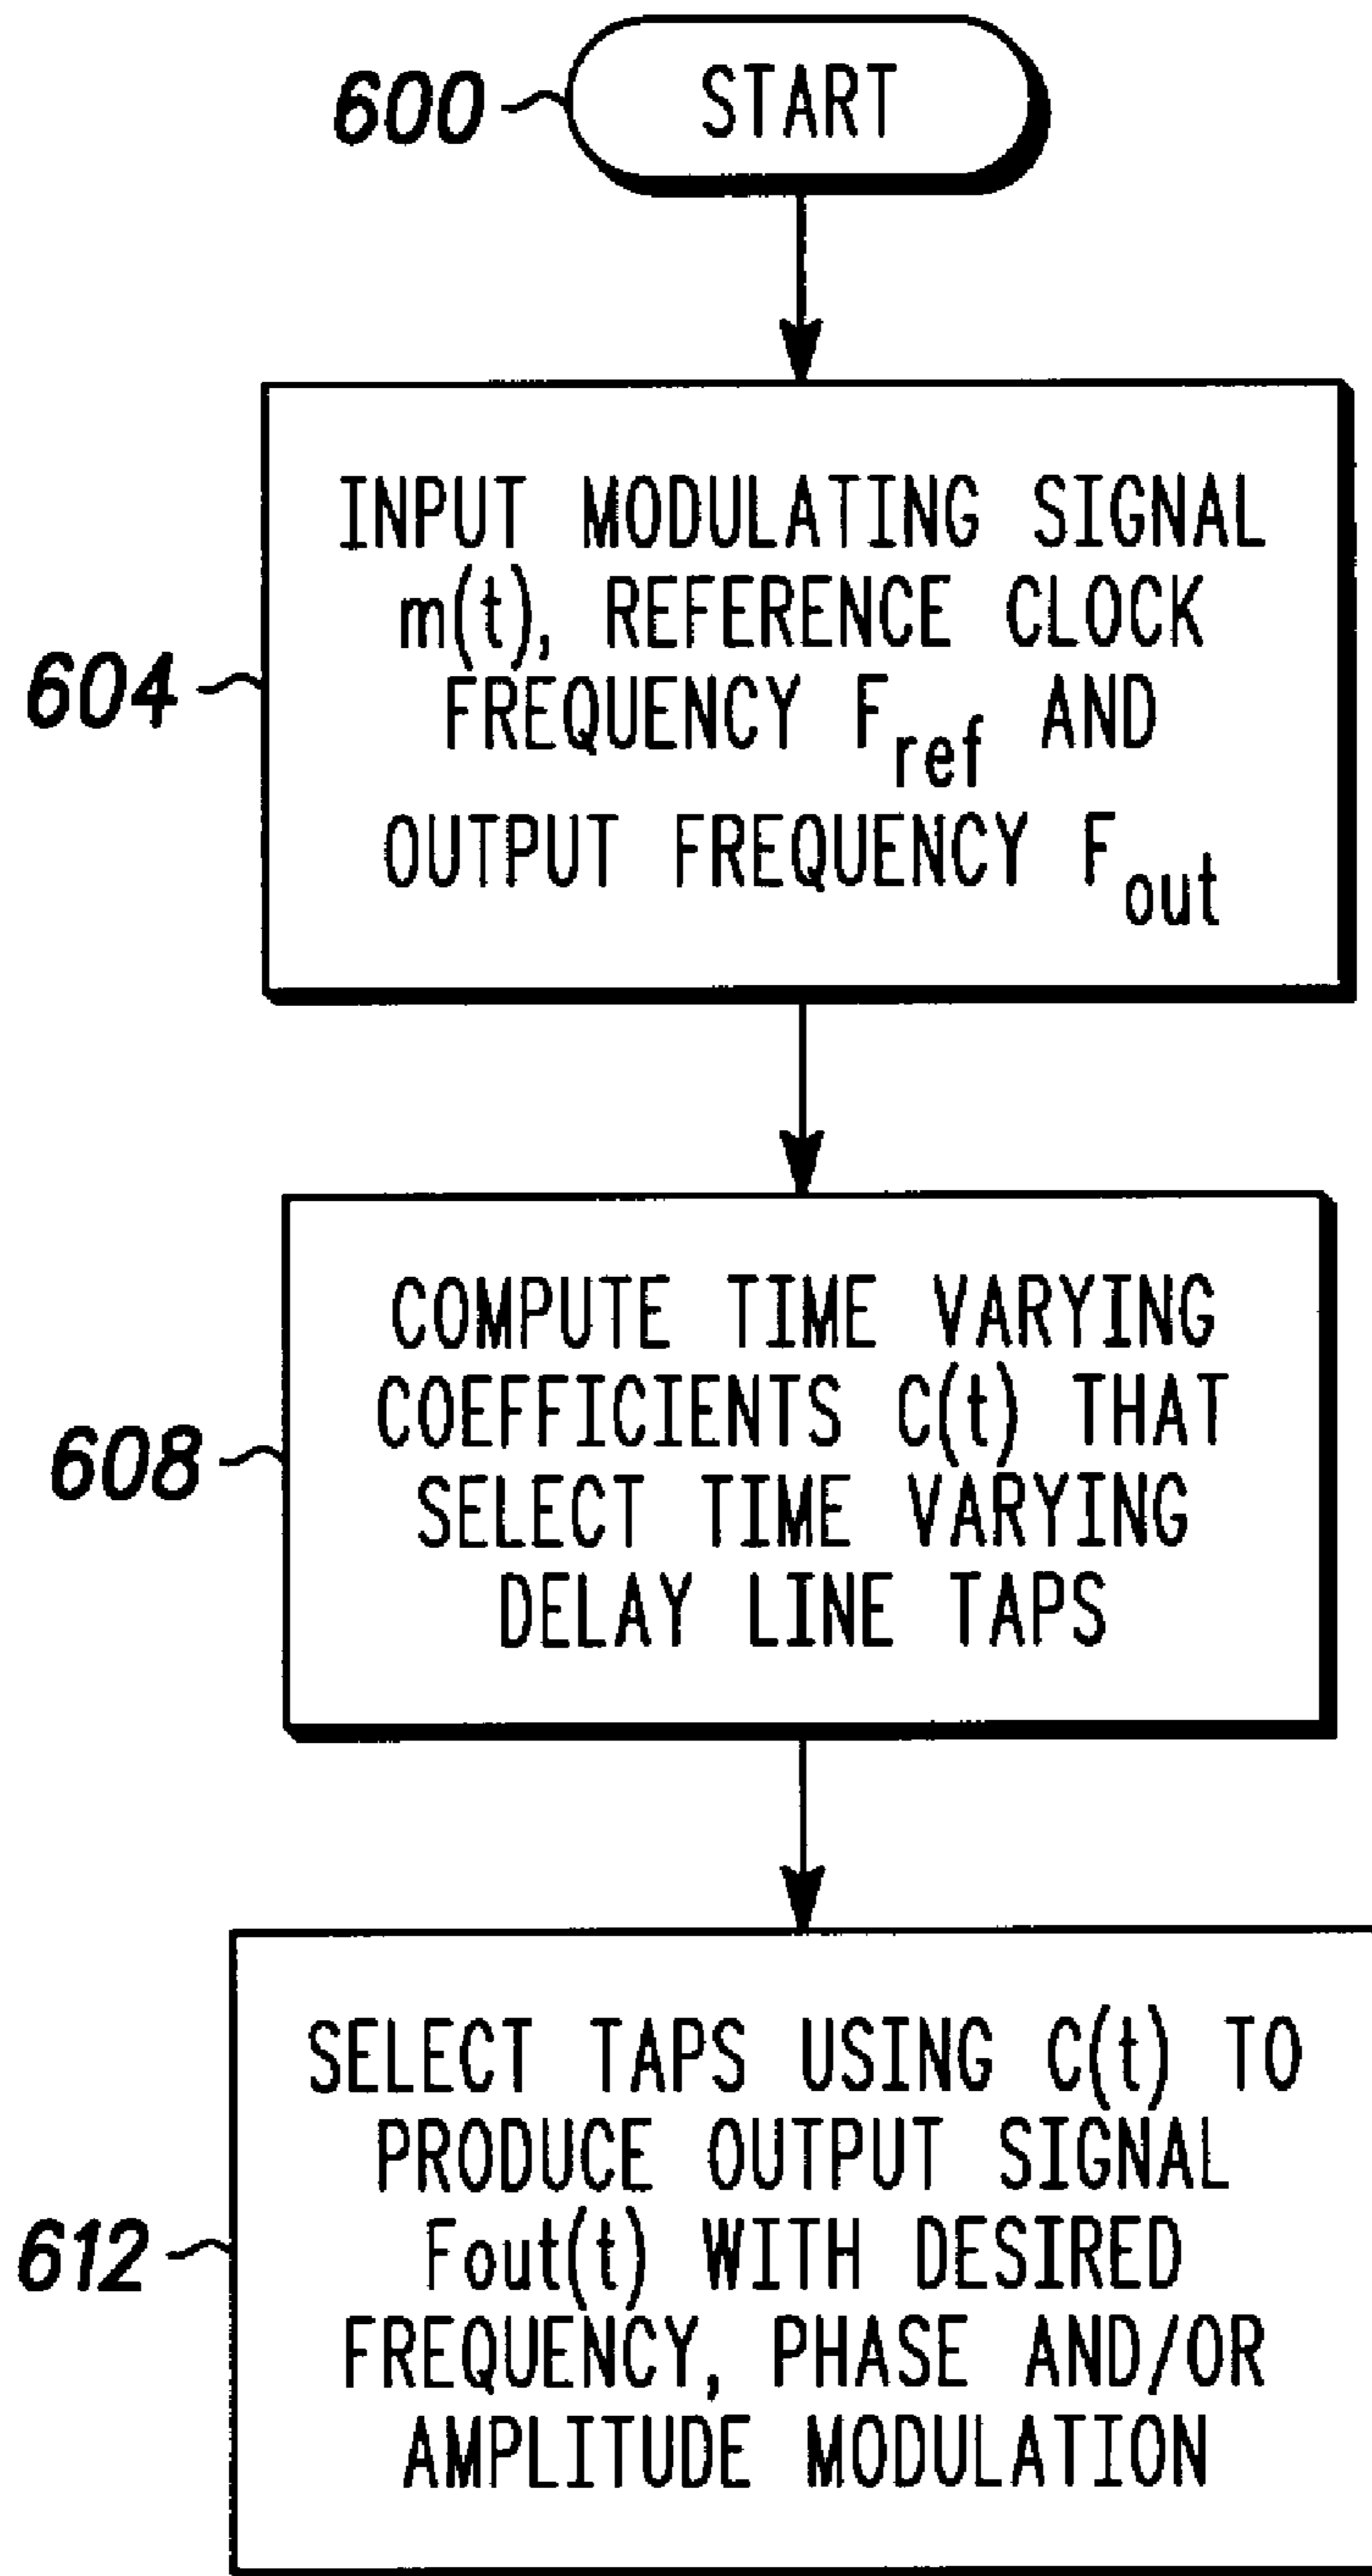 600
START
604
INPUT MODULATING SIGNAL
m(t), REFERENCE CLOCK
FREQUENCY Fref AND
OUTPUT FREQUENCY Fout
608
COMPUTE TIME VARYING
COEFFICIENTS C(t) THAT
SELECT TIME VARYING
DELAY LINE TAPS
612
SELECT TAPS USING C(t) TO
PRODUCE OUTPUT SIGNAL
Fout(t) WITH DESIRED
FREQUENCY, PHASE AND/OR
AMPLITUDE MODULATION